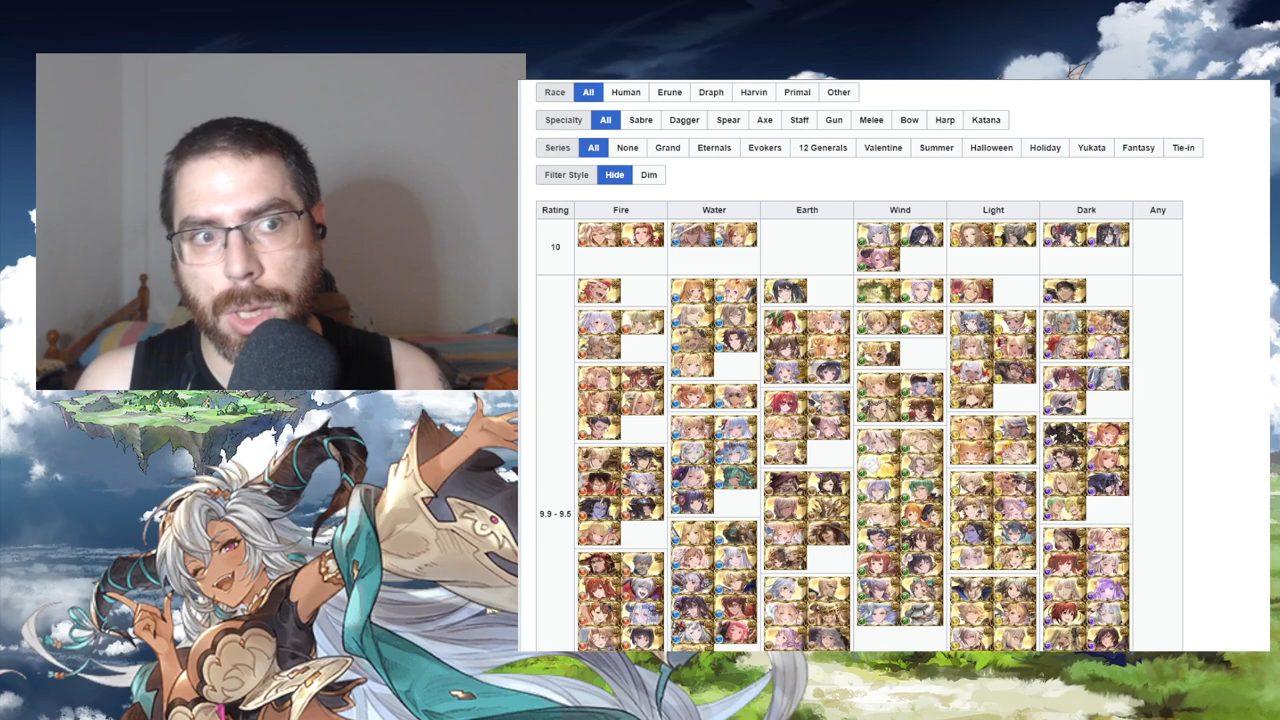 Race All Human Erune Draph Harvin Primal Other
Specialty All Sabre Dagger Spear Axe Staff Gun Melee Bow Harp Katana
Series All None Grand Eternals Evokers 12 Generals Valentine Summer Halloween Holiday Yukata Fantasy Tie-in
Filter Style Hide Dim
Rating Fire Water Earth Wind Light Dark Any
10
9.9 - 9.5